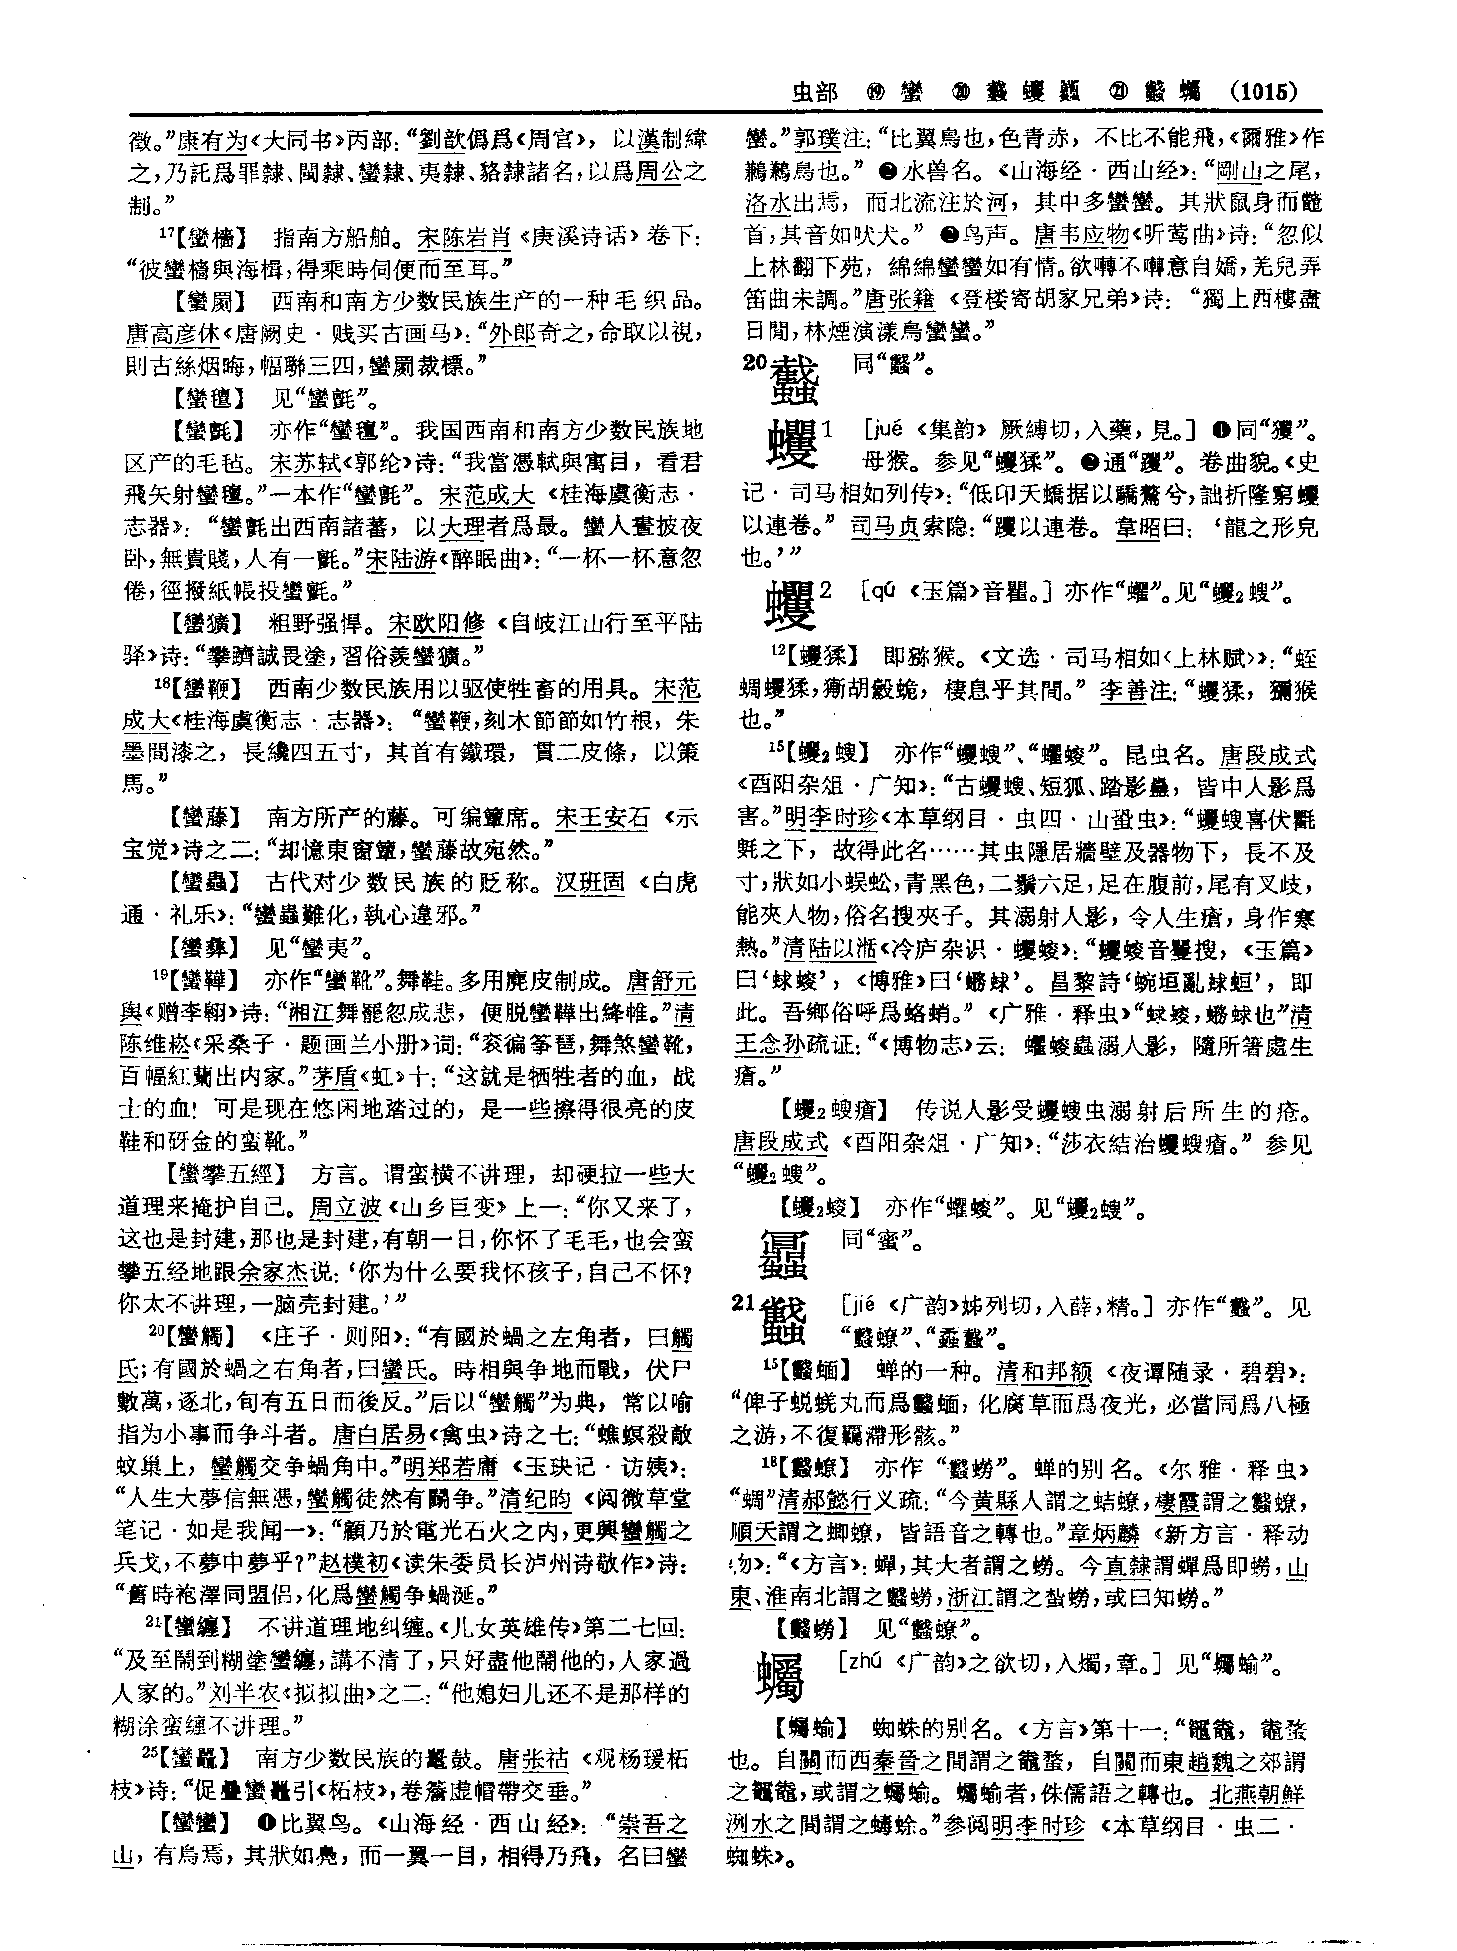 虫部 ⑲蠻 ⑳蠽蠼蠠 ㉑蠽蠾 (1015)
徵。”康有为《大同书》丙部：“劉歆僞爲《周官》，以漢制緯
之，乃託爲罪隸、閩隸、蠻隸、夷隸、貉隸諸名，以爲周公之
制。”
17【蠻檣】 指南方船舶。宋陈岩肖《庚溪诗话》卷下：
“彼蠻檣與海楫，得乘時伺便而至耳。”
【蠻罽】 西南和南方少数民族生产的一种毛织品。
唐高彦休《唐阙史·贱买古画马》：“外郎奇之，命取以視，
則古絲烟晦，幅聯三四，蠻罽裁標。”
【蠻氊】 见“蠻氈”。
【蠻氈】 亦作“蠻氊”。我国西南和南方少数民族地
区产的毛毡。宋苏轼《郭纶》诗：“我當憑軾與寓目，看君
飛矢射蠻氊。”一本作“蠻氈”。宋范成大《桂海虞衡志·
志器》：“蠻氈出西南諸蕃，以大理者爲最。蠻人晝披夜
卧，無貴賤，人有一氈。”宋陆游《醉眠曲》：“一杯一杯意忽
倦，徑撥紙帳投蠻氈。”
【蠻獷】 粗野强悍。宋欧阳修《自岐江山行至平陆
驿》诗：“攀躋誠畏塗，習俗羨蠻獷。”
18【蠻鞭】 西南少数民族用以驱使牲畜的用具。宋范
成大《桂海虞衡志·志器》：“蠻鞭，刻木節節如竹根，朱
墨間漆之，長纔四五寸，其首有鐵環，貫二皮條，以策
馬。”
【蠻藤】 南方所产的藤。可编簟席。宋王安石《示
宝觉》诗之二：“却憶東窗簟，蠻藤故宛然。”
【蠻蟲】 古代对少数民族的贬称。汉班固《白虎
通·礼乐》：“蠻蟲難化，執心違邪。”
【蠻彝】 见“蠻夷”。
19【蠻鞾】 亦作“蠻靴”。舞鞋。多用麂皮制成。唐舒元
舆《赠李翱》诗：“湘江舞罷忽成悲，便脱蠻鞾出絳帷。”清
陈维崧《采桑子·题画兰小册》词：“衮徧筝琶，舞煞蠻靴，
百幅紅蘭出内家。”茅盾《虹》十：“这就是牺牲者的血，战
士的血！可是现在悠闲地踏过的，是一些擦得很亮的皮
鞋和砑金的蛮靴。”
【蠻攀五經】 方言。谓蛮横不讲理，却硬拉一些大
道理来掩护自己。周立波《山乡巨变》上一：“你又来了，
这也是封建，那也是封建，有朝一日，你怀了毛毛，也会蛮
攀五经地跟余家杰说：‘你为什么要我怀孩子，自己不怀？
你太不讲理，一脑壳封建。’”
20【蠻觸】 《庄子·则阳》：“有國於蝸之左角者，曰觸
氏；有國於蝸之右角者，曰蠻氏。時相與争地而戰，伏尸
數萬，逐北，旬有五日而後反。”后以“蠻觸”为典，常以喻
指为小事而争斗者。唐白居易《禽虫》诗之七：“蟭螟殺敵
蚊巢上，蠻觸交争蝸角中。”明郑若庸《玉玦记·访姨》：
“人生大夢信無憑，蠻觸徒然有鬭争。”清纪昀《阅微草堂
笔记·如是我闻一》：“顧乃於電光石火之内，更興蠻觸之
兵戈，不夢中夢乎？”赵樸初《读朱委员长泸州诗敬作》诗：
“舊時袍澤同盟侣，化爲蠻觸争蝸涎。”
21【蠻纏】 不讲道理地纠缠。《儿女英雄传》第二七回：
“及至鬧到糊塗蠻纏，講不清了，只好盡他鬧他的，人家過
人家的。”刘半农《拟拟曲》之二：“他媳妇儿还不是那样的
糊涂蛮缠不讲理。”
25【蠻鼉】 南方少数民族的鼍鼓。唐张祜《观杨瑗柘
枝》诗：“促疊蠻鼉引《柘枝》，卷簷虚帽帶交垂。”
【蠻蠻】 ❶比翼鸟。《山海经·西山经》：“崇吾之
山，有鳥焉，其狀如鳧，而一翼一目，相得乃飛，名曰蠻
蠻。”郭璞注：“比翼鳥也，色青赤，不比不能飛，《爾雅》作
鶼鶼鳥也。” ❷水兽名。《山海经·西山经》：“剛山之尾，
洛水出焉，而北流注於河，其中多蠻蠻。其狀鼠身而鼈
首，其音如吠犬。” ❸鸟声。唐韦应物《听莺曲》诗：“忽似
上林翻下苑，綿綿蠻蠻如有情。欲囀不囀意自嬌，羌兒弄
笛曲未調。”唐张籍《登楼寄胡家兄弟》诗：“獨上西樓盡
日閒，林煙演漾鳥蠻蠻。”
20 同“蠽”。
蠼1 [jué《集韵》厥縛切，入藥，見。] ❶同“玃”。
母猴。参见“蠼猱”。❷通“躩”。卷曲貌。《史
记·司马相如列传》：“低卬夭蟜据以驕驁兮，詘折隆窮蠼
以連卷。”司马贞索隐：“躩以連卷。韋昭曰：‘龍之形皃
也。’”
蠼2 [qú《玉篇》音瞿。]亦作“蠷”。见“蠼2螋”。
12【蠼猱】 即猕猴。《文选·司马相如〈上林赋〉》：“蛭
蜩蠼猱，獑胡縠蛫，棲息乎其間。”李善注：“蠼猱，獼猴
也。”
15【蠼2螋】 亦作“蠼螋”、“蠷螋”。昆虫名。唐段成式
《酉阳杂俎·广知》：“古蠼螋、短狐、踏影蠱，皆中人影爲
害。”明李时珍《本草纲目·虫四·山蛩虫》：“蠼螋喜伏氍
毹之下，故得此名……其虫隱居牆壁及器物下，長不及
寸，狀如小蜈蚣，青黑色，二鬚六足，足在腹前，尾有叉歧，
能夾人物，俗名搜夾子。其溺射人影，令人生瘡，身作寒
熱。”清陆以湉《冷庐杂识·蠼螋》：“蠼螋音瞿搜，《玉篇》
曰‘蛷螋’，《博雅》曰‘蟧蛷’。昌黎詩‘蜿垣亂蛷蝘’，即
此。吾鄉俗呼爲蛒蛸。”《广雅·释虫》“蛷螋，蟧蛷也”清
王念孙疏证：“《博物志》云：蠷螋蟲溺人影，隨所箸處生
瘡。”
【蠼2螋瘡】 传说人影受蠼螋虫溺射后所生的疮。
唐段成式《酉阳杂俎·广知》：“莎衣結治蠼螋瘡。”参见
“蠼2螋”。
【蠼2螋】 亦作“蠷螋”。见“蠼2螋”。
同“蜜”。
21蠽 [jié《广韵》姊列切，入薛，精。]亦作“蠽”。见
“蠽蟟”、“蟊蠽”。
15【蠽蝒】 蝉的一种。清和邦额《夜谭随录·碧碧》：
“俾子蜕蜣丸而爲蠽蝒，化腐草而爲夜光，必當同爲八極
之游，不復羈滯形骸。”
18【蠽蟟】 亦作“蠽蟧”。蝉的别名。《尔雅·释虫》
“蜩”清郝懿行义疏：“今黄縣人謂之蛣蟟，棲霞謂之蠽蟟，
順天謂之蝍蟟，皆語音之轉也。”章炳麟《新方言·释动
物》：“《方言》：蟬，其大者謂之蟧。今直隸謂蟬爲即蟧，山
東、淮南北謂之蠽蟧，浙江謂之蚻蟧，或曰知蟧。”
【蠽蟧】 见“蠽蟟”。
蠾 [zhú《广韵》之欲切，入燭，章。]见“蠾蝓”。
【蠾蝓】 蜘蛛的别名。《方言》第十一：“鼅鼄，鼄蝥
也。自關而西秦晉之間謂之鼄蝥，自關而東趙魏之郊謂
之鼅鼄，或謂之蠾蝓。蠾蝓者，侏儒語之轉也。北燕朝鮮
洌水之間謂之蝳蜍。”参阅明李时珍《本草纲目·虫二·
蜘蛛》。